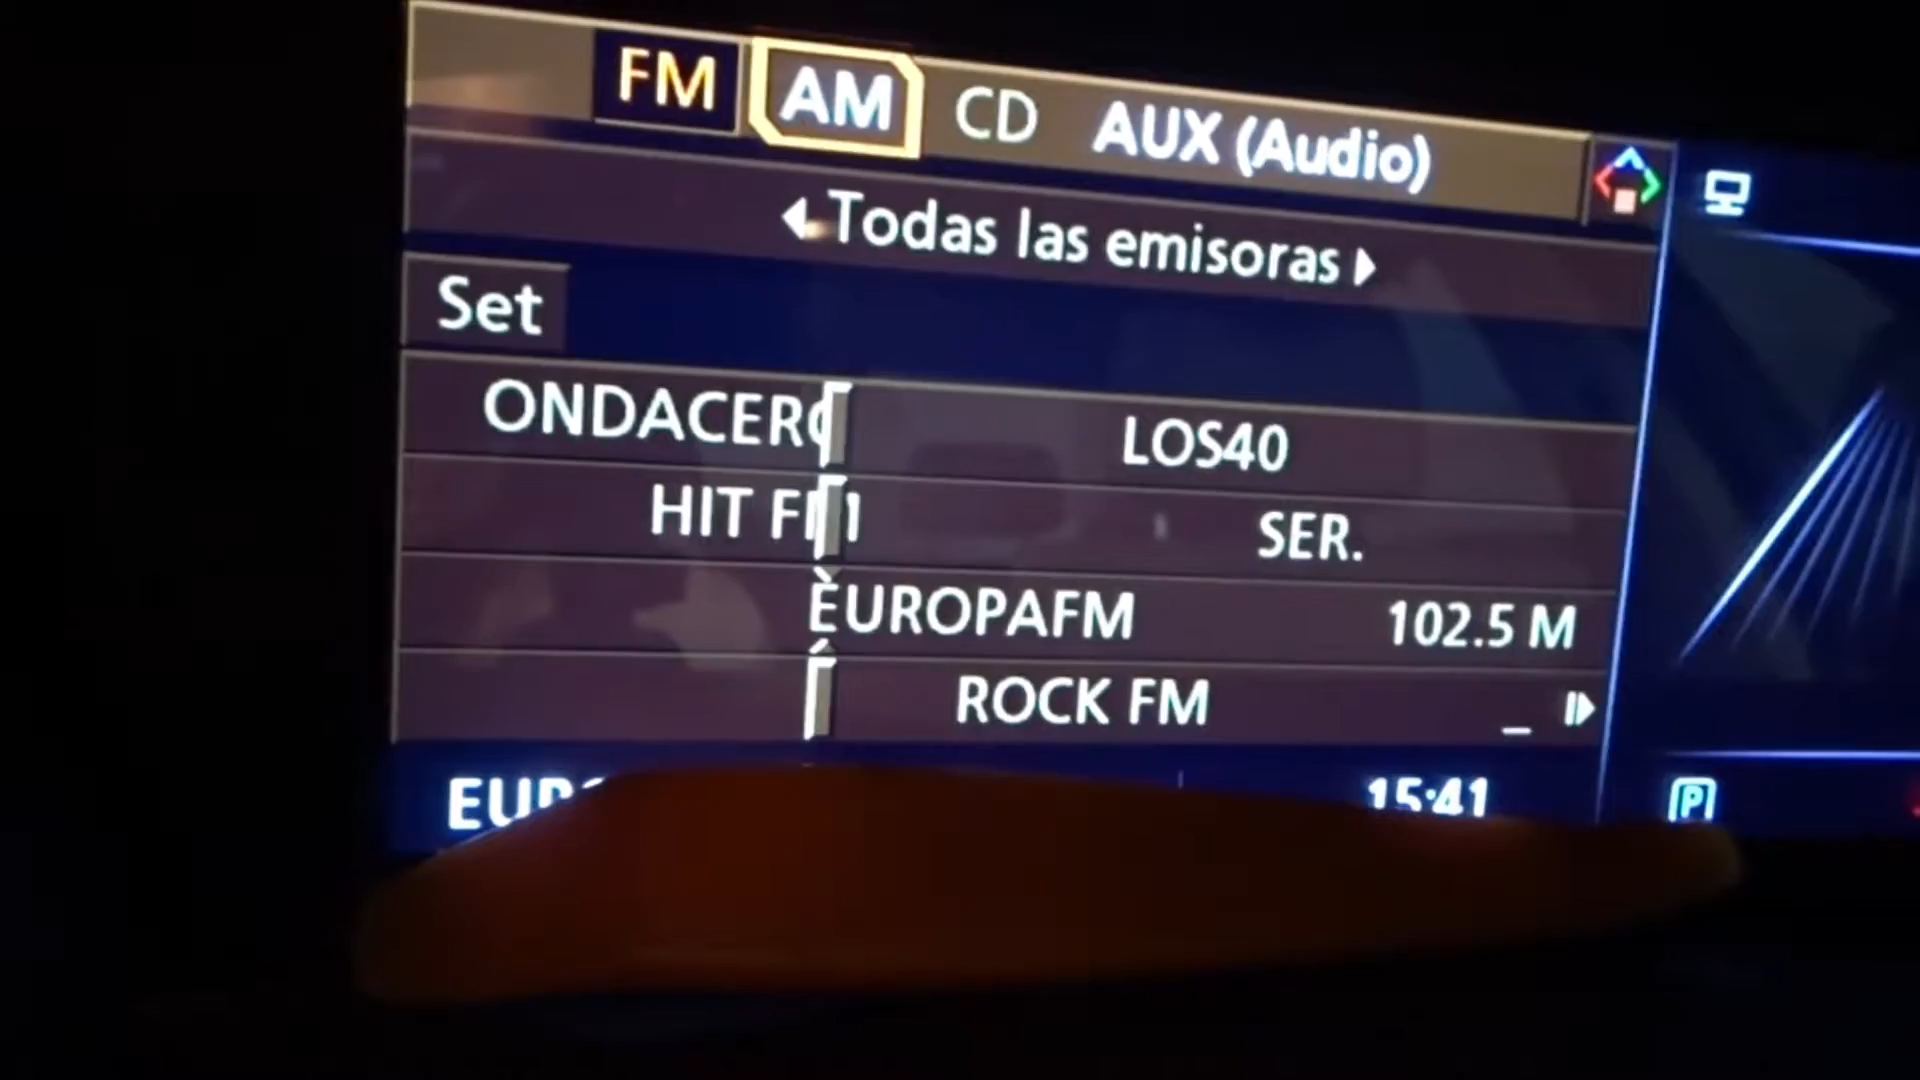 FM AM CD AUX (Audio)
Todas las emisoras
Set
ONDACERO LOS40
HIT FM SER.
EUROPAFM 102.5 M
ROCK FM _
15:41
P